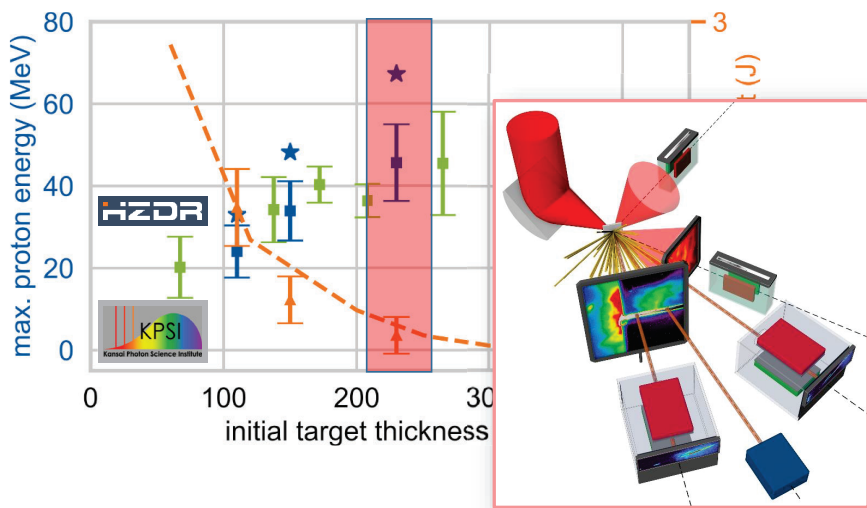 80
3
60
40
20
0
max. proton energy (MeV)
t (J)
HZDR
KPSI
Kansai Photon Science Institute
0
100
200
30
initial target thickness